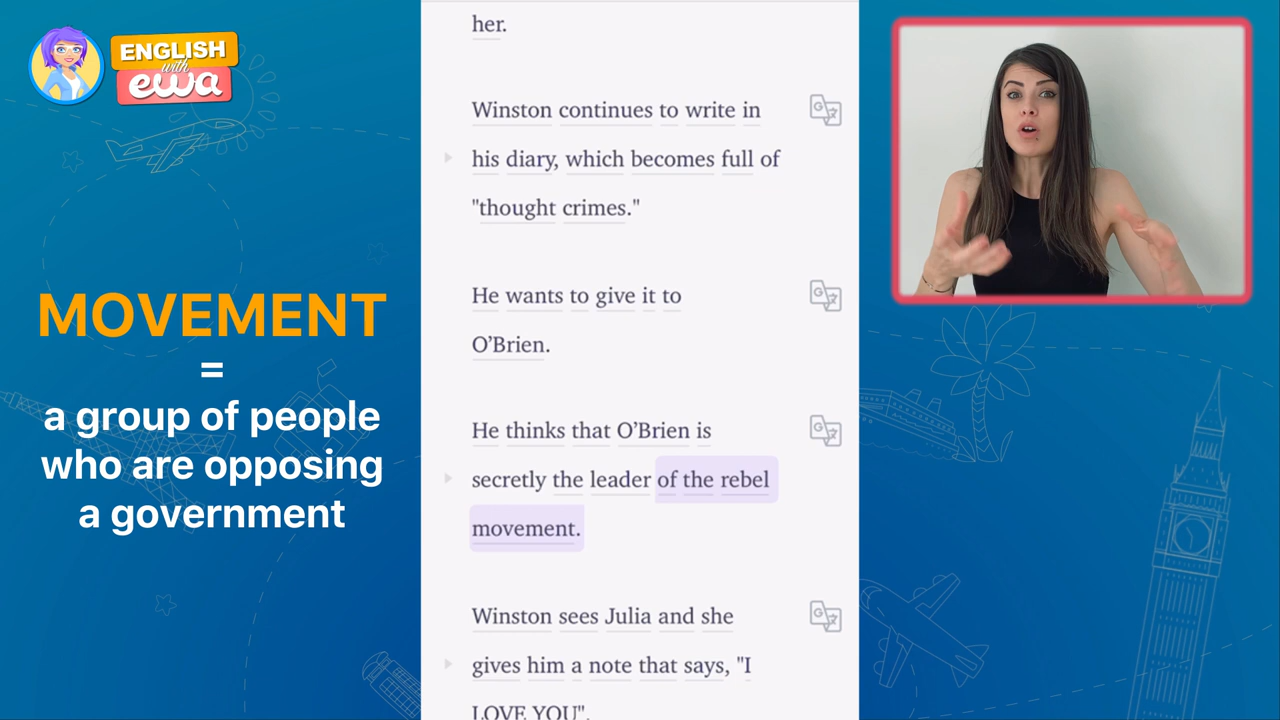 ENGLISH
with
ewa
MOVEMENT
=
a group of people
who are opposing
a government
her.
Winston continues to write in
his diary, which becomes full of
"thought crimes."
He wants to give it to
O’Brien.
He thinks that O’Brien is
secretly the leader of the rebel
movement.
Winston sees Julia and she
gives him a note that says, "I
LOVE YOU".